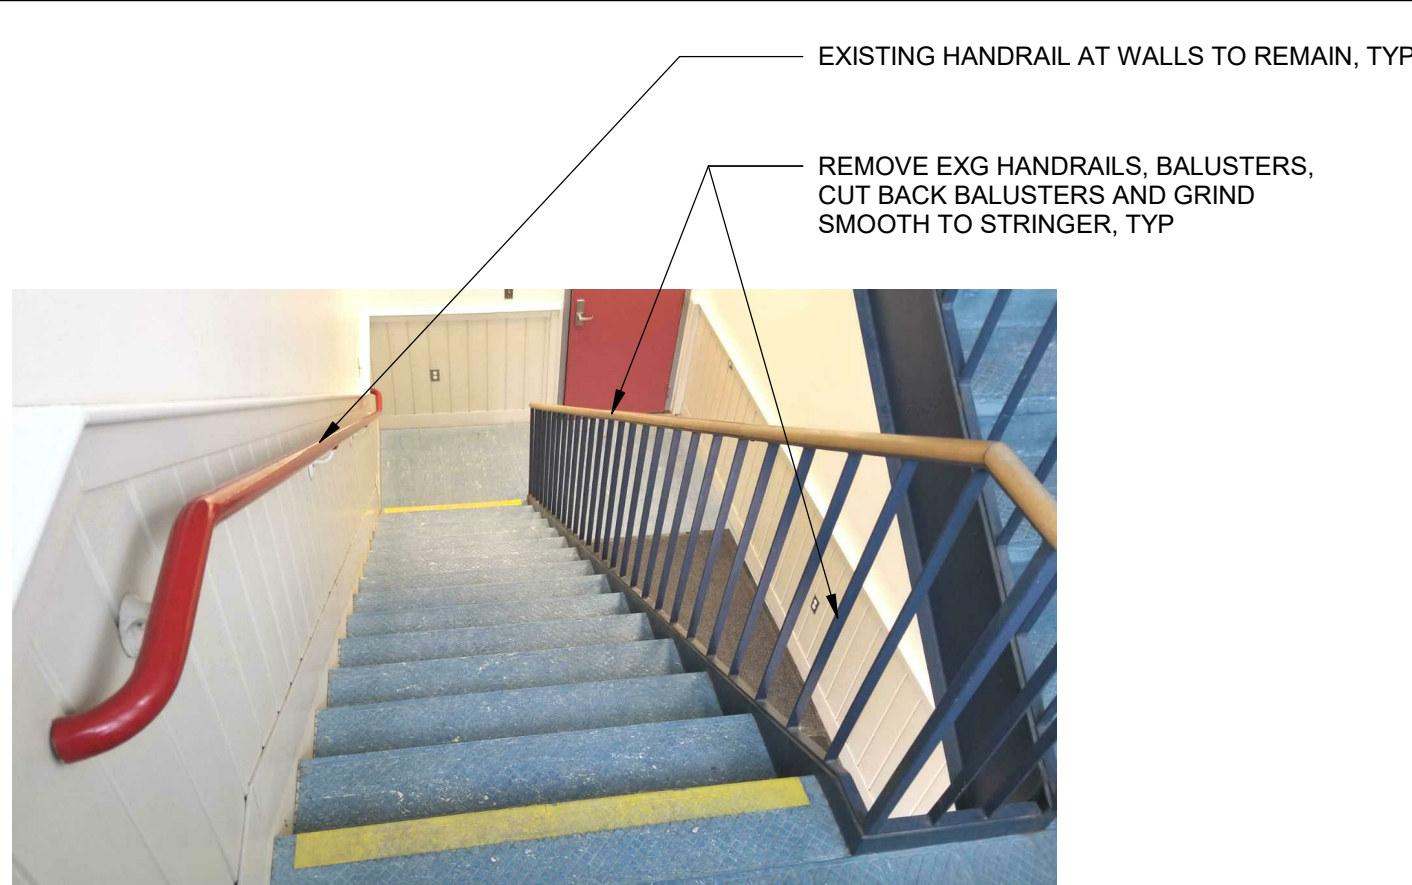 EXISTING HANDRAIL AT WALLS TO REMAIN, TYP
REMOVE EXG HANDRAILS, BALUSTERS,
CUT BACK BALUSTERS AND GRIND
SMOOTH TO STRINGER, TYP